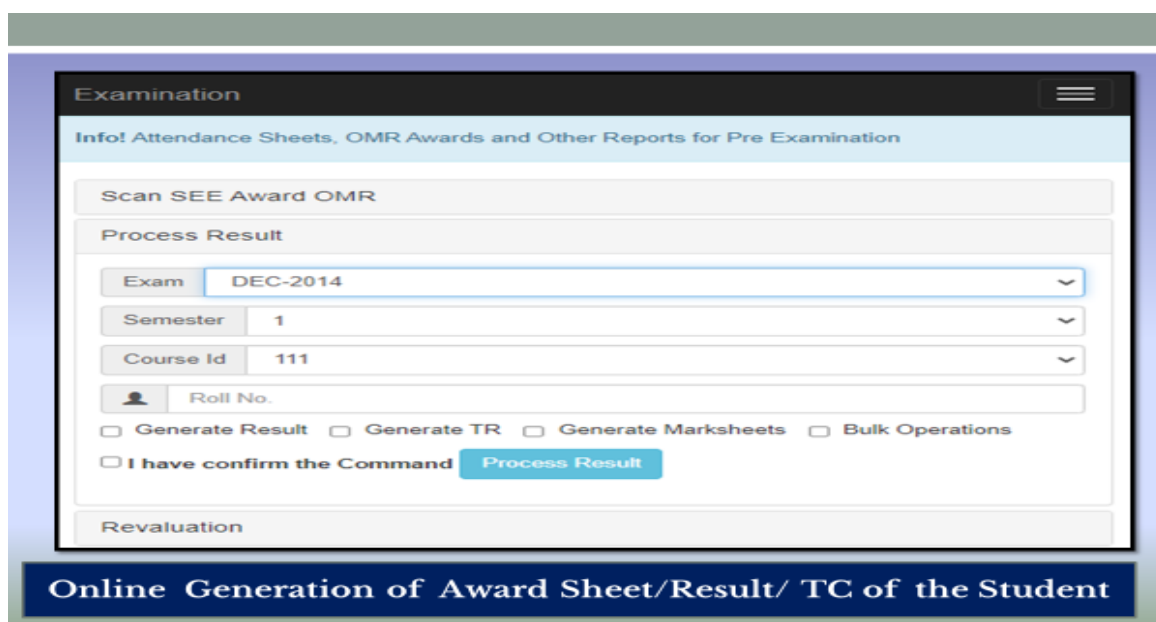 Examination
Info! Attendance Sheets, OMR Awards and Other Reports for Pre Examination
Scan SEE Award OMR
Process Result
Exam DEC-2014
Semester 1
Course Id 111
Roll No.
Generate Result Generate TR Generate Marksheets Bulk Operations
I have confirm the Command Process Result
Revaluation
Online Generation of Award Sheet/Result/ TC of the Student